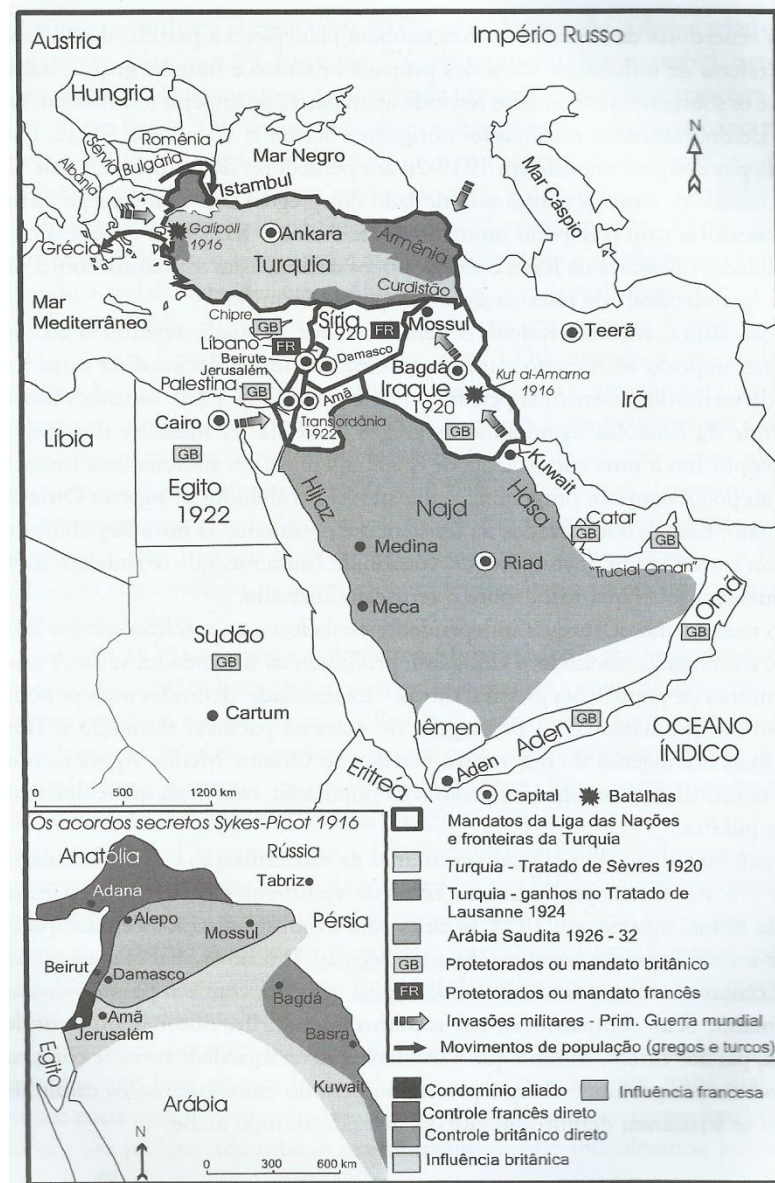 Áustria
Império Russo
Hungria
Romênia
Sérvia
Bulgária
Albânia
Grécia
Mar Negro
Mar Cáspio
N
Istambul
Galípoli
1916
Ankara
Turquia
Armênia
Curdistão
Mar
Mediterrâneo
Chipre
GB
Síria
1920
FR
Mossul
Líbano
FR
Beirute
Jerusalém
Damasco
Teerã
Palestina
GB
Amã
Bagdá
Iraque
1920
GB
Kut al-Amama
1916
Irã
Transjordânia
1922
Cairo
Líbia
GB
Egito
1922
Kuwait
Hijaz
Najd
Hasa
Catar
GB
GB
"Trucial Oman"
Medina
Riad
Meca
Omã
GB
Sudão
GB
Cartum
Iêmen
Aden
GB
Aden
Eritréa
OCEANO
ÍNDICO
0 500 1200 km
Capital
Batalhas
Mandatos da Liga das Nações
e fronteiras de Turquia
Turquia - Tratado de Sèvres 1920
Turquia - ganhos no Tratado de
Lausanne 1924
Arábia Saudita 1926 - 32
GB Protetorados ou mandato britânico
FR Protetorados ou mandato francês
Invasões militares - Prim. Guerra mundial
Movimentos de população (gregos e turcos)
Os acordos secretos Sykes-Picot 1916
Anatólia
Rússia
Adana
Tabriz
Alepo
Mossul
Pérsia
Beirut
Damasco
Bagdá
Amã
Jerusalém
Basra
Egito
Kuwait
Arábia
N
0 300 600 km
Condomínio aliado
Influência francesa
Controle francês direto
Controle britânico direto
Influência britânica